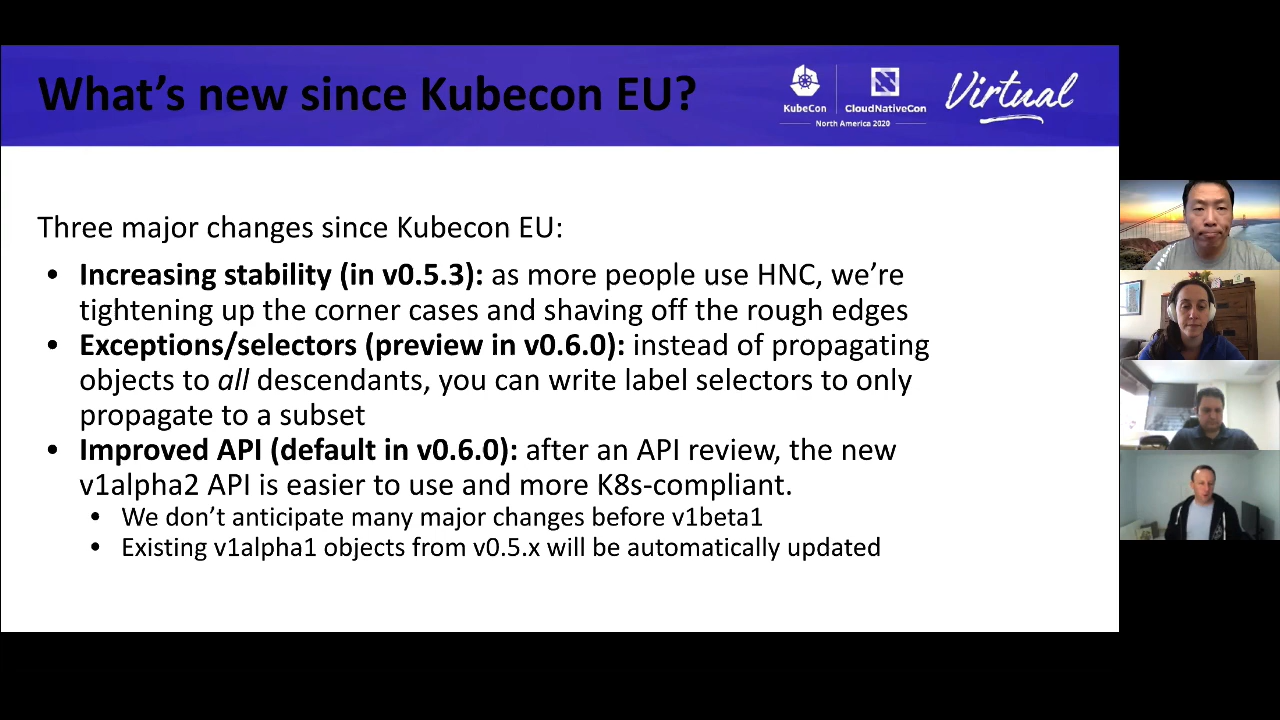 What’s new since Kubecon EU?
KubeCon
CloudNativeCon
North America 2020
Virtual
Three major changes since Kubecon EU:
• Increasing stability (in v0.5.3): as more people use HNC, we’re
tightening up the corner cases and shaving off the rough edges
• Exceptions/selectors (preview in v0.6.0): instead of propagating
objects to all descendants, you can write label selectors to only
propagate to a subset
• Improved API (default in v0.6.0): after an API review, the new
v1alpha2 API is easier to use and more K8s-compliant.
• We don’t anticipate many major changes before v1beta1
• Existing v1alpha1 objects from v0.5.x will be automatically updated